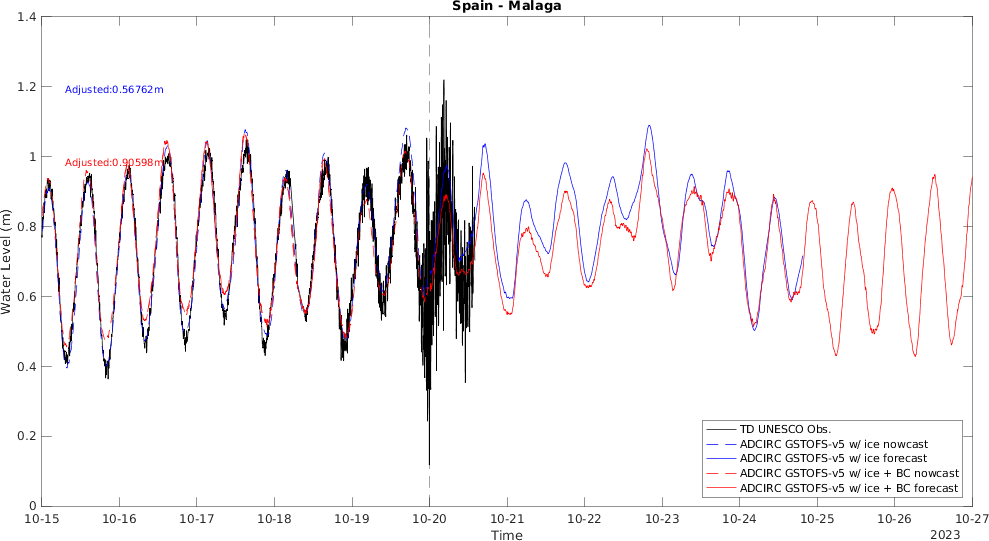 Spain - Malaga
1.4
1.2
1
0.8
0.6
0.4
0.2
0
Water Level (m)
Adjusted:0.56762m
Adjusted:0.90598m
TD UNESCO Obs.
ADCIRC GSTOFS-v5 w/ ice nowcast
ADCIRC GSTOFS-v5 w/ ice forecast
ADCIRC GSTOFS-v5 w/ ice + BC nowcast
ADCIRC GSTOFS-v5 w/ ice + BC forecast
10-15 10-16 10-17 10-18 10-19 10-20 10-21 10-22 10-23 10-24 10-25 10-26 10-27
Time
2023